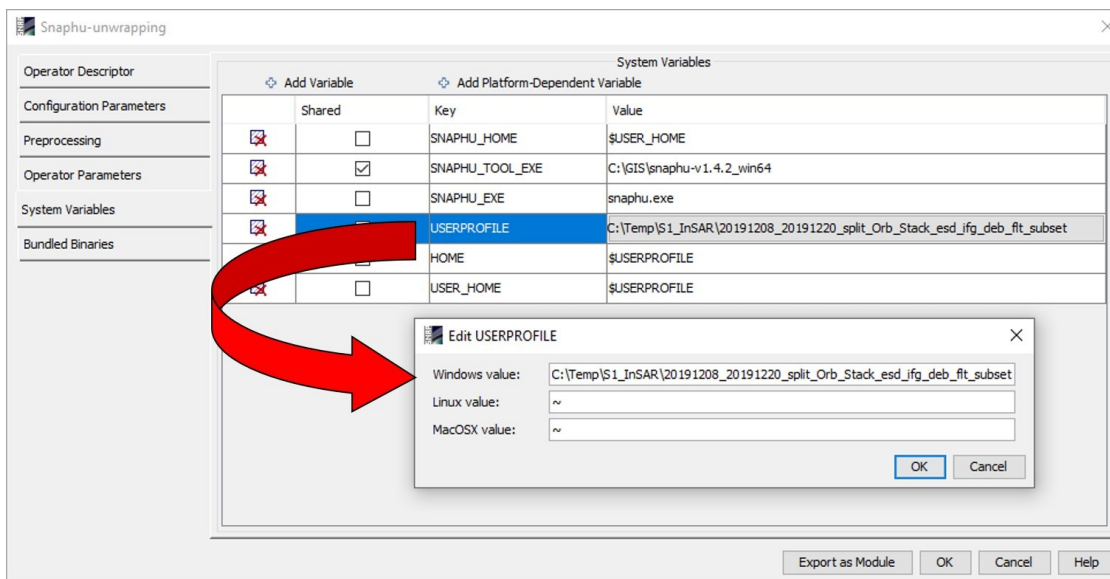 Snaphu-unwrapping
Operator Descriptor
Configuration Parameters
Preprocessing
Operator Parameters
System Variables
Bundled Binaries
System Variables
Add Variable Add Platform-Dependent Variable
Shared Key Value
SNAPHU_HOME $USER_HOME
SNAPHU_TOOL_EXE C:\GIS\snaphu-v1.4.2_win64
SNAPHU_EXE snaphu.exe
USERPROFILE C:\Temp\S1_InSAR\20191208_20191220_split_Orb_Stack_esd_ifg_deb_flt_subset
HOME $USERPROFILE
USER_HOME $USERPROFILE
Edit USERPROFILE
Windows value: C:\Temp\S1_InSAR\20191208_20191220_split_Orb_Stack_esd_ifg_deb_flt_subset
Linux value: ~
MacOSX value: ~
OK Cancel
Export as Module OK Cancel Help